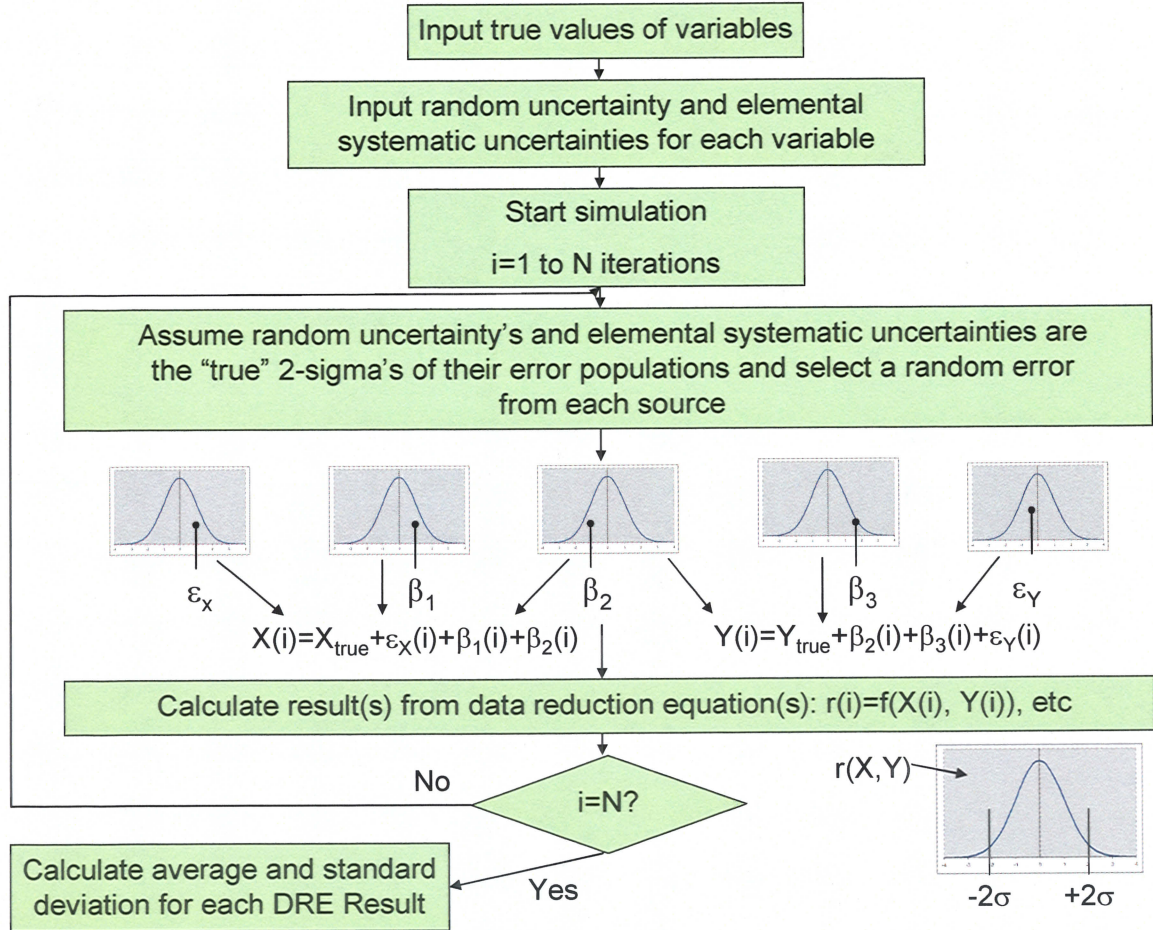 Input true values of variables
Input random uncertainty and elemental
systematic uncertainties for each variable
Start simulation
i=1 to N iterations
Assume random uncertainty's and elemental systematic uncertainties are
the “true” 2-sigma's of their error populations and select a random error
from each source
εx
β1
β2
β3
εY
X(i)=Xtrue+εX(i)+β1(i)+β2(i)
Y(i)=Ytrue+β2(i)+β3(i)+εY(i)
Calculate result(s) from data reduction equation(s): r(i)=f(X(i), Y(i)), etc
No
i=N?
r(X,Y)
Yes
-2σ
+2σ
Calculate average and standard
deviation for each DRE Result